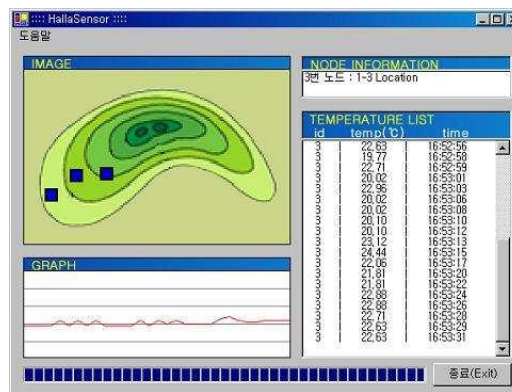 :::: HallaSensor ::::
도움말
IMAGE
NODE INFORMATION
3번 노드 : 1-3 Location
TEMPERATURE LIST
id temp(℃) time
3 | 22,63 | 16:52:56
3 | 19,77 | 16:52:58
3 | 22,71 | 16:52:59
3 | 20,02 | 16:53:01
3 | 22,96 | 16:53:03
3 | 20,02 | 16:53:06
3 | 20,02 | 16:53:08
3 | 20,10 | 16:53:10
3 | 20,10 | 16:53:12
3 | 23,12 | 16:53:13
3 | 24,44 | 16:53:15
3 | 22,06 | 16:53:17
3 | 21,81 | 16:53:20
3 | 21,81 | 16:53:22
3 | 22,88 | 16:53:24
3 | 22,88 | 16:53:26
3 | 22,71 | 16:53:28
3 | 22,63 | 16:53:29
3 | 22,63 | 16:53:31
GRAPH
종료(Exit)